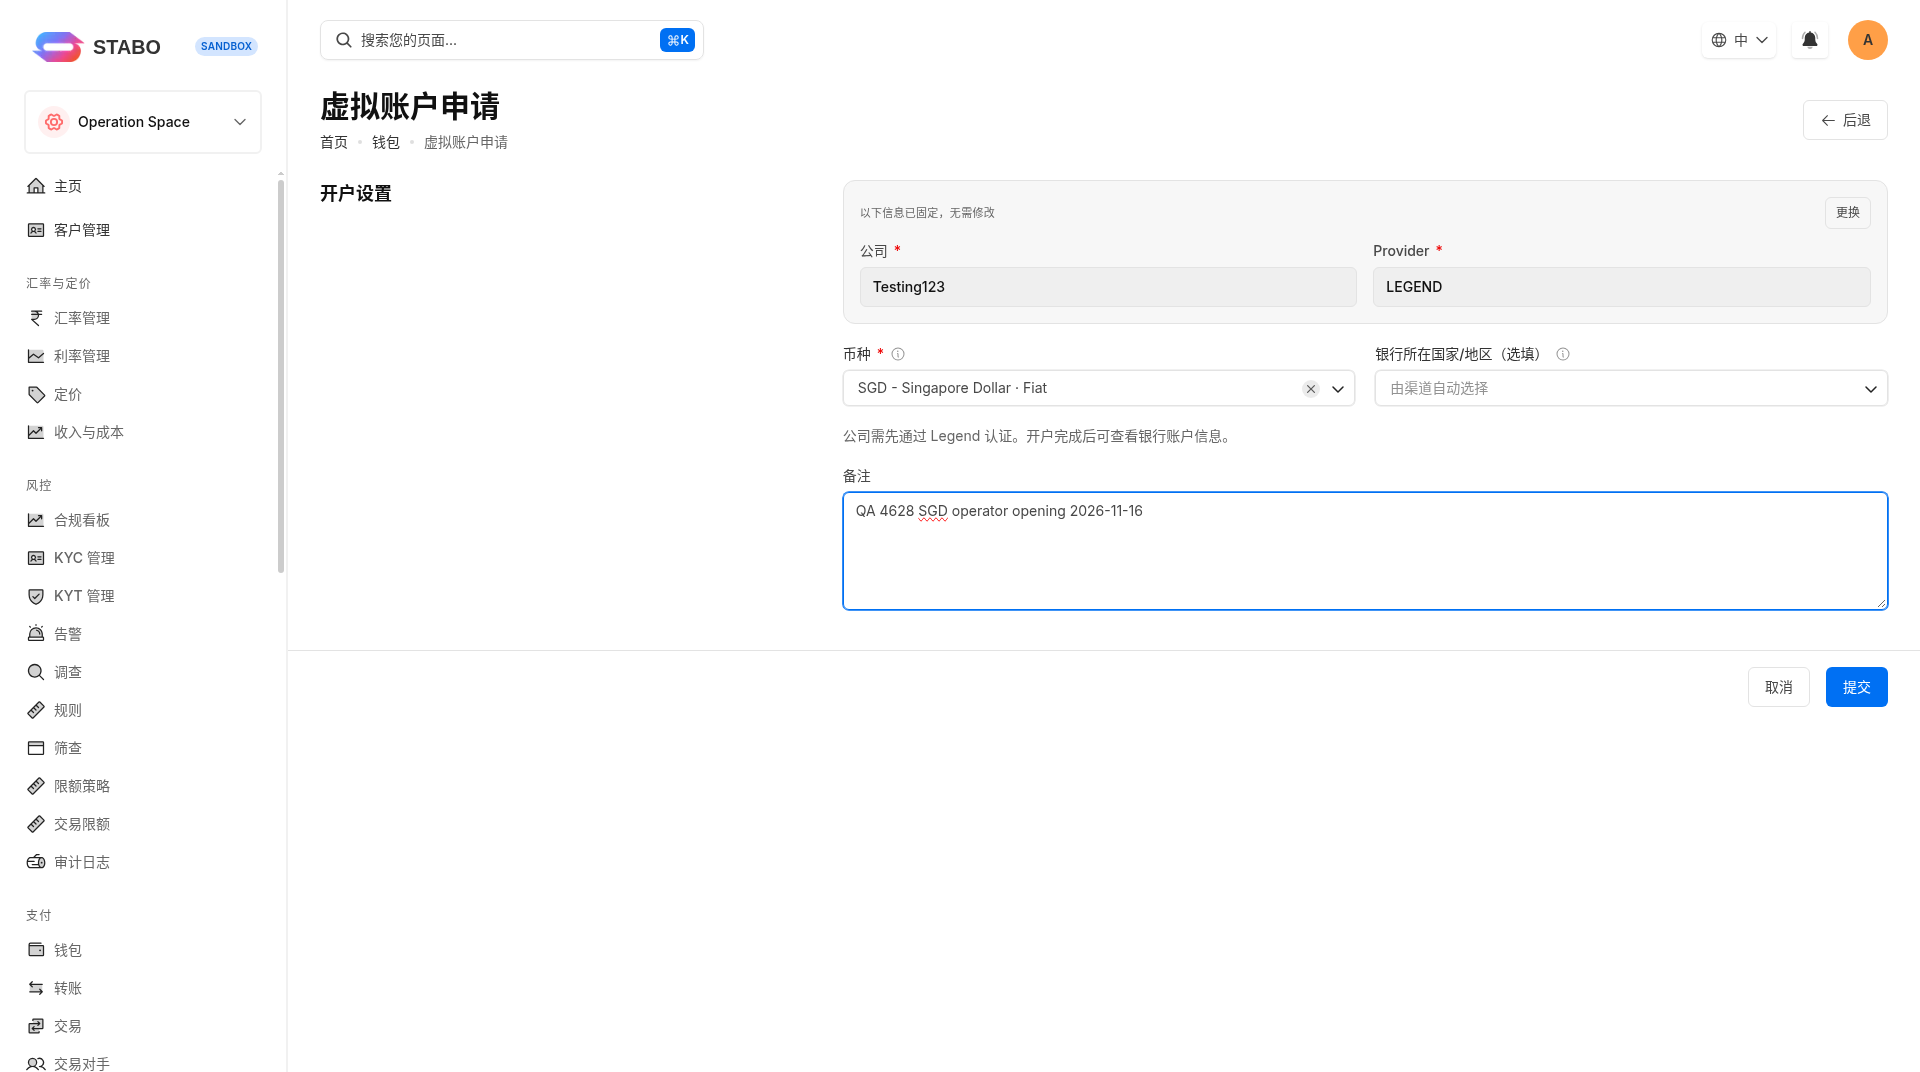 STABO
SANDBOX
搜索您的页面...
⌘K
中
A
Operation Space
主页
客户管理
汇率与定价
汇率管理
利率管理
定价
收入与成本
风控
合规看板
KYC 管理
KYT 管理
告警
调查
规则
筛查
限额策略
交易限额
审计日志
支付
钱包
转账
交易
交易对手
虚拟账户申请
首页 • 钱包 • 虚拟账户申请
后退
开户设置
以下信息已固定，无需修改
更换
公司 *
Provider *
Testing123
LEGEND
币种 *
银行所在国家/地区（选填）
SGD - Singapore Dollar · Fiat
由渠道自动选择
公司需先通过 Legend 认证。开户完成后可查看银行账户信息。
备注
QA 4628 SGD operator opening 2026-11-16
取消
提交